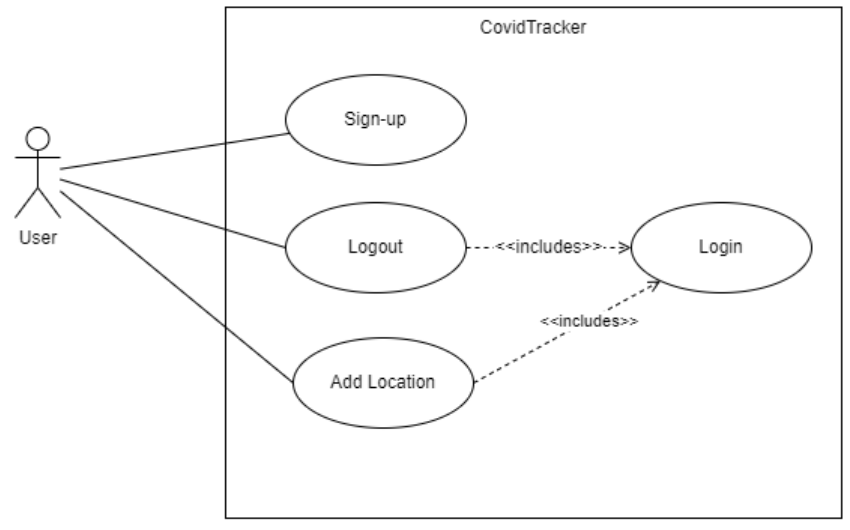 CovidTracker
Sign-up
User
Logout
<<includes>>
Login
<<includes>>
Add Location